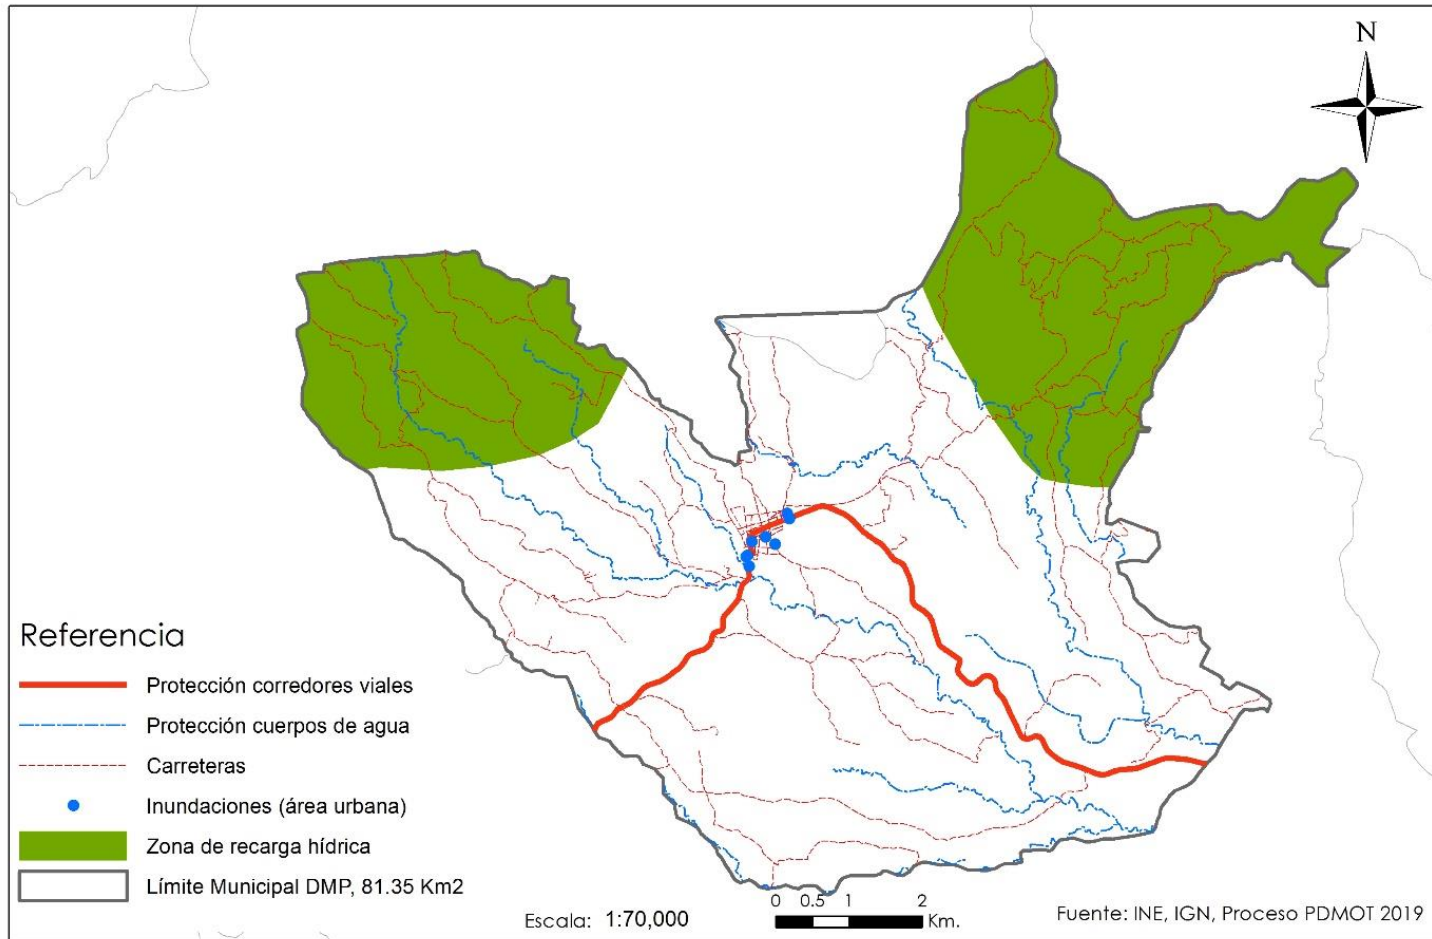 N
Referencia
Protección corredores viales
Protección cuerpos de agua
Carreteras
Inundaciones (área urbana)
Zona de recarga hídrica
Límite Municipal DMP, 81.35 Km2
Escala: 1:70,000
0 0.5 1 2
Km.
Fuente: INE, IGN, Proceso PDMOT 2019